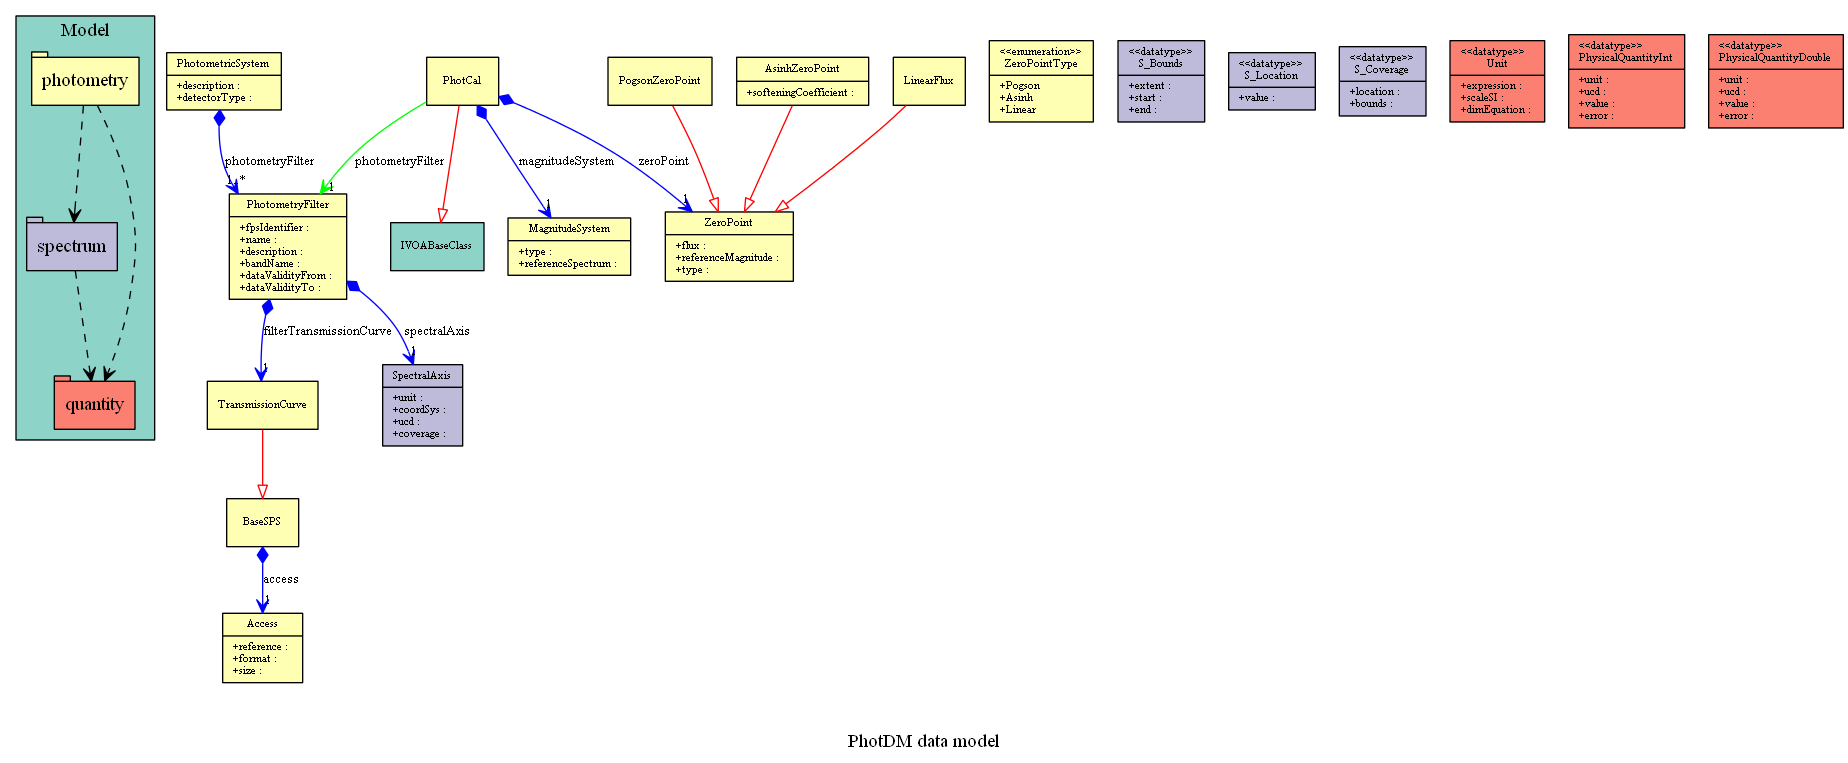 Model
photometry
spectrum
quantity
PhotometricSystem
+description :
+detectorType :
PhotCal
PogsonZeroPoint
AsinhZeroPoint
+softeningCoefficient :
LinearFlux
<<enumeration>>
ZeroPointType
+Pogson
+Asinh
+Linear
<<datatype>>
S_Bounds
+extent :
+start :
+end :
<<datatype>>
S_Location
+value :
<<datatype>>
S_Coverage
+location :
+bounds :
<<datatype>>
Unit
+expression :
+scaleSI :
+dimEquation :
<<datatype>>
PhysicalQuantityInt
+unit :
+ucd :
+value :
+error :
<<datatype>>
PhysicalQuantityDouble
+unit :
+ucd :
+value :
+error :
photometryFilter
1..*
photometryFilter
1
magnitudeSystem
1
zeroPoint
1
PhotometryFilter
+fpsIdentifier :
+name :
+description :
+bandName :
+dataValidityFrom :
+dataValidityTo :
IVOABaseClass
MagnitudeSystem
+type :
+referenceSpectrum :
ZeroPoint
+flux :
+referenceMagnitude :
+type :
filterTransmissionCurve
1
spectralAxis
1
TransmissionCurve
SpectralAxis
+unit :
+coordSys :
+ucd :
+coverage :
BaseSPS
access
1
Access
+reference :
+format :
+size :
PhotDM data model